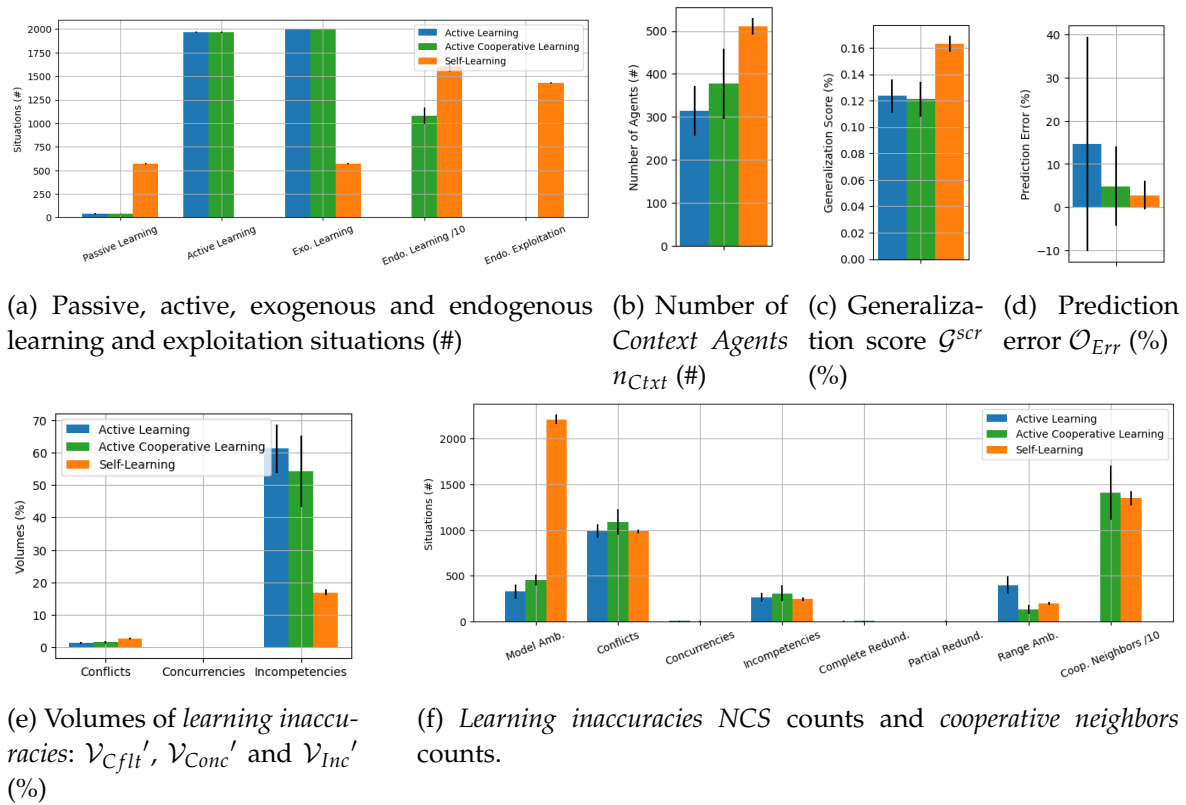 2000
1750
1500
1250
1000
750
500
250
0
Situations (#)
Active Learning
Active Cooperative Learning
Self-Learning
Passive Learning
Active Learning
Exo. Learning
Endo. Learning /10
Endo. Exploitation
500
400
300
200
100
0
Number of Agents (#)
0.16
0.14
0.12
0.10
0.08
0.06
0.04
0.02
0.00
Generalization Score (%)
40
30
20
10
0
−10
Prediction Error (%)
(a) Passive, active, exogenous and endogenous
learning and exploitation situations (#)
(b) Number of
Context Agents
n_Ctxt (#)
(c) Generaliza-
tion score 𝒢^scr
(%)
(d) Prediction
error 𝒪_Err (%)
70
60
50
40
30
20
10
0
Volumes (%)
Active Learning
Active Cooperative Learning
Self-Learning
Conflicts
Concurrencies
Incompetencies
2000
1500
1000
500
0
Situations (#)
Active Learning
Active Cooperative Learning
Self-Learning
Model Amb.
Conflicts
Concurrencies
Incompetencies
Complete Redund.
Partial Redund.
Range Amb.
Coop. Neighbors /10
(e) Volumes of learning inaccu-
racies: 𝒱_Cflt′, 𝒱_Conc′ and 𝒱_Inc′
(%)
(f) Learning inaccuracies NCS counts and cooperative neighbors
counts.